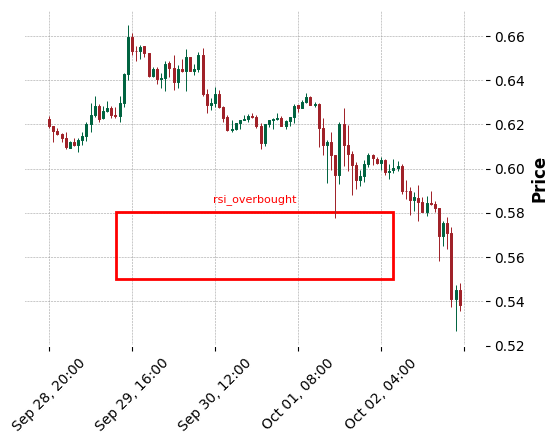 0.66
0.64
0.62
0.60
rsi_overbought
0.58
0.56
0.54
0.52
Price
Sep 28, 20:00
Sep 29, 16:00
Sep 30, 12:00
Oct 01, 08:00
Oct 02, 04:00